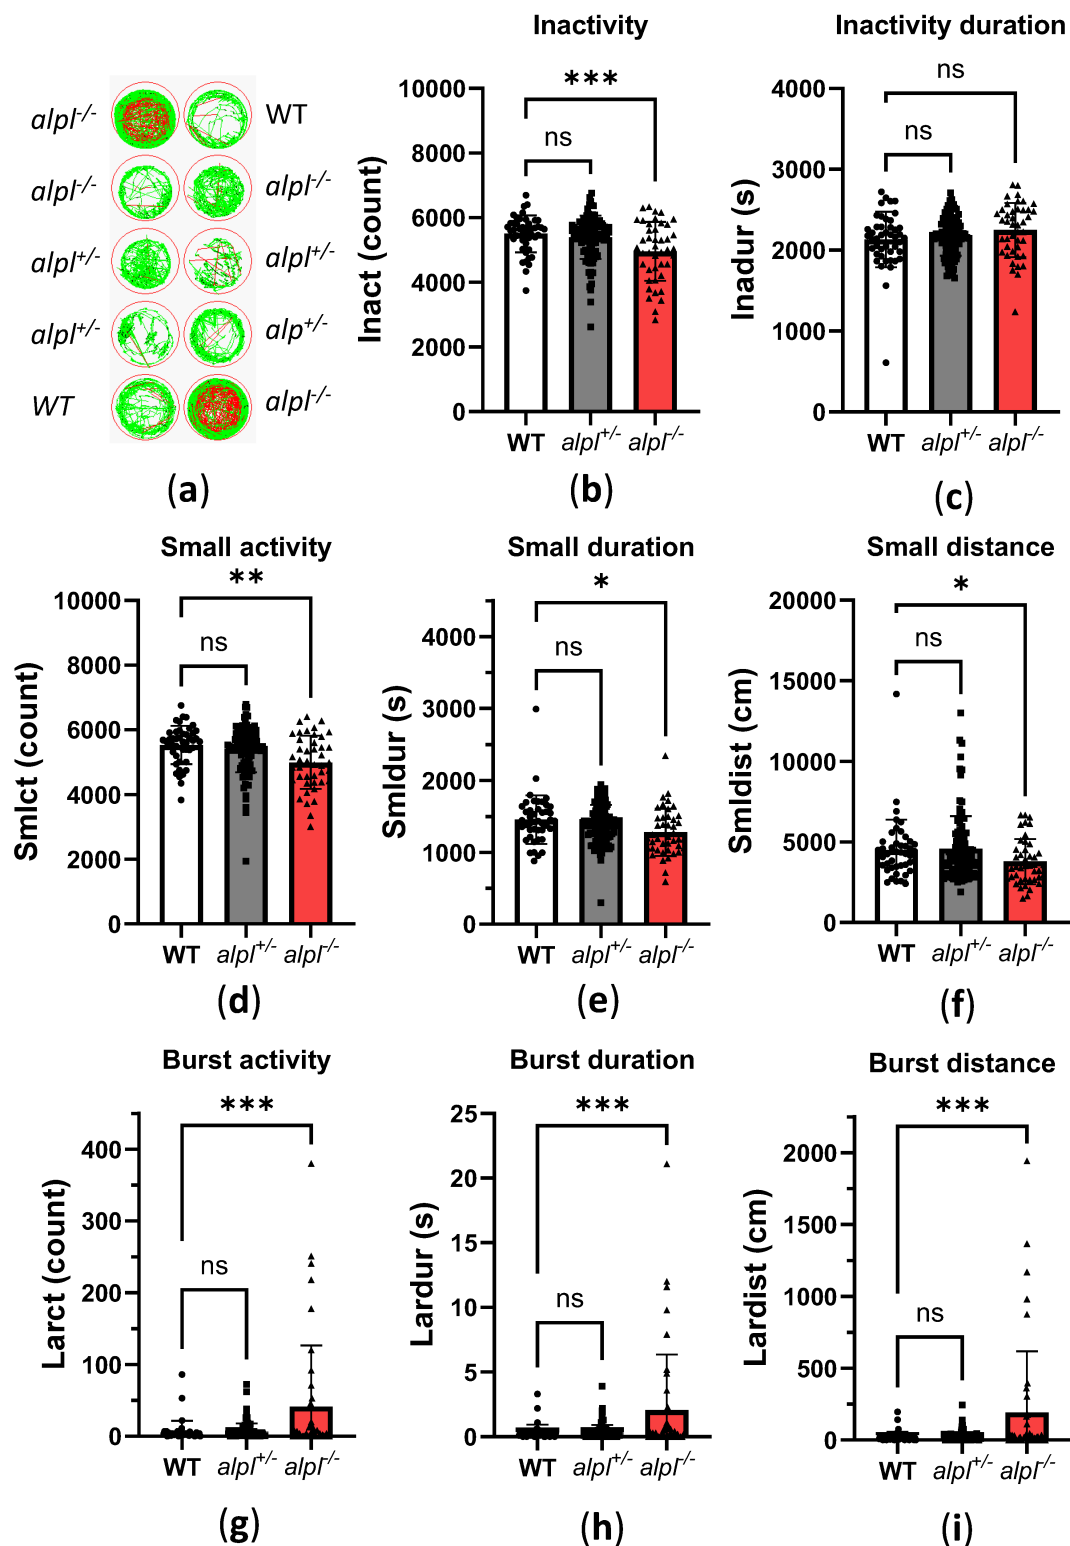 alpl-/-
WT
alpl-/-
alpl-/-
alpl+/-
alpl+/-
alpl+/-
alp+/-
WT
alpl-/-
(a)
Inactivity
***
ns
Inact (count)
10000
8000
6000
4000
2000
0
WT alpl+/- alpl-/-
(b)
Inactivity duration
ns
ns
Inadur (s)
4000
3000
2000
1000
0
WT alpl+/- alpl-/-
(c)
Small activity
**
ns
Smlct (count)
10000
8000
6000
4000
2000
0
WT alpl+/- alpl-/-
(d)
Small duration
*
ns
Smldur (s)
4000
3000
2000
1000
0
WT alpl+/- alpl-/-
(e)
Small distance
*
ns
Smldist (cm)
20000
15000
10000
5000
0
WT alpl+/- alpl-/-
(f)
Burst activity
***
ns
Larct (count)
400
300
200
100
0
WT alpl+/- alpl-/-
(g)
Burst duration
***
ns
Lardur (s)
25
20
15
10
5
0
WT alpl+/- alpl-/-
(h)
Burst distance
***
ns
Lardist (cm)
2000
1500
1000
500
0
WT alpl+/- alpl-/-
(i)